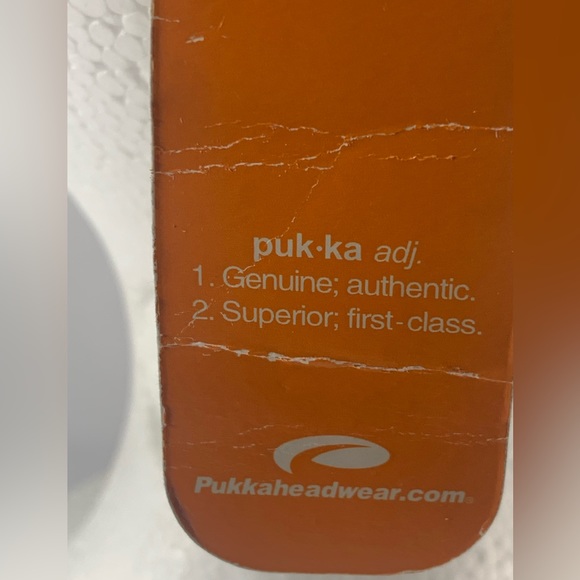 puk·ka adj.
1. Genuine; authentic.
2. Superior; first-class.
Pukkaheadwear.com